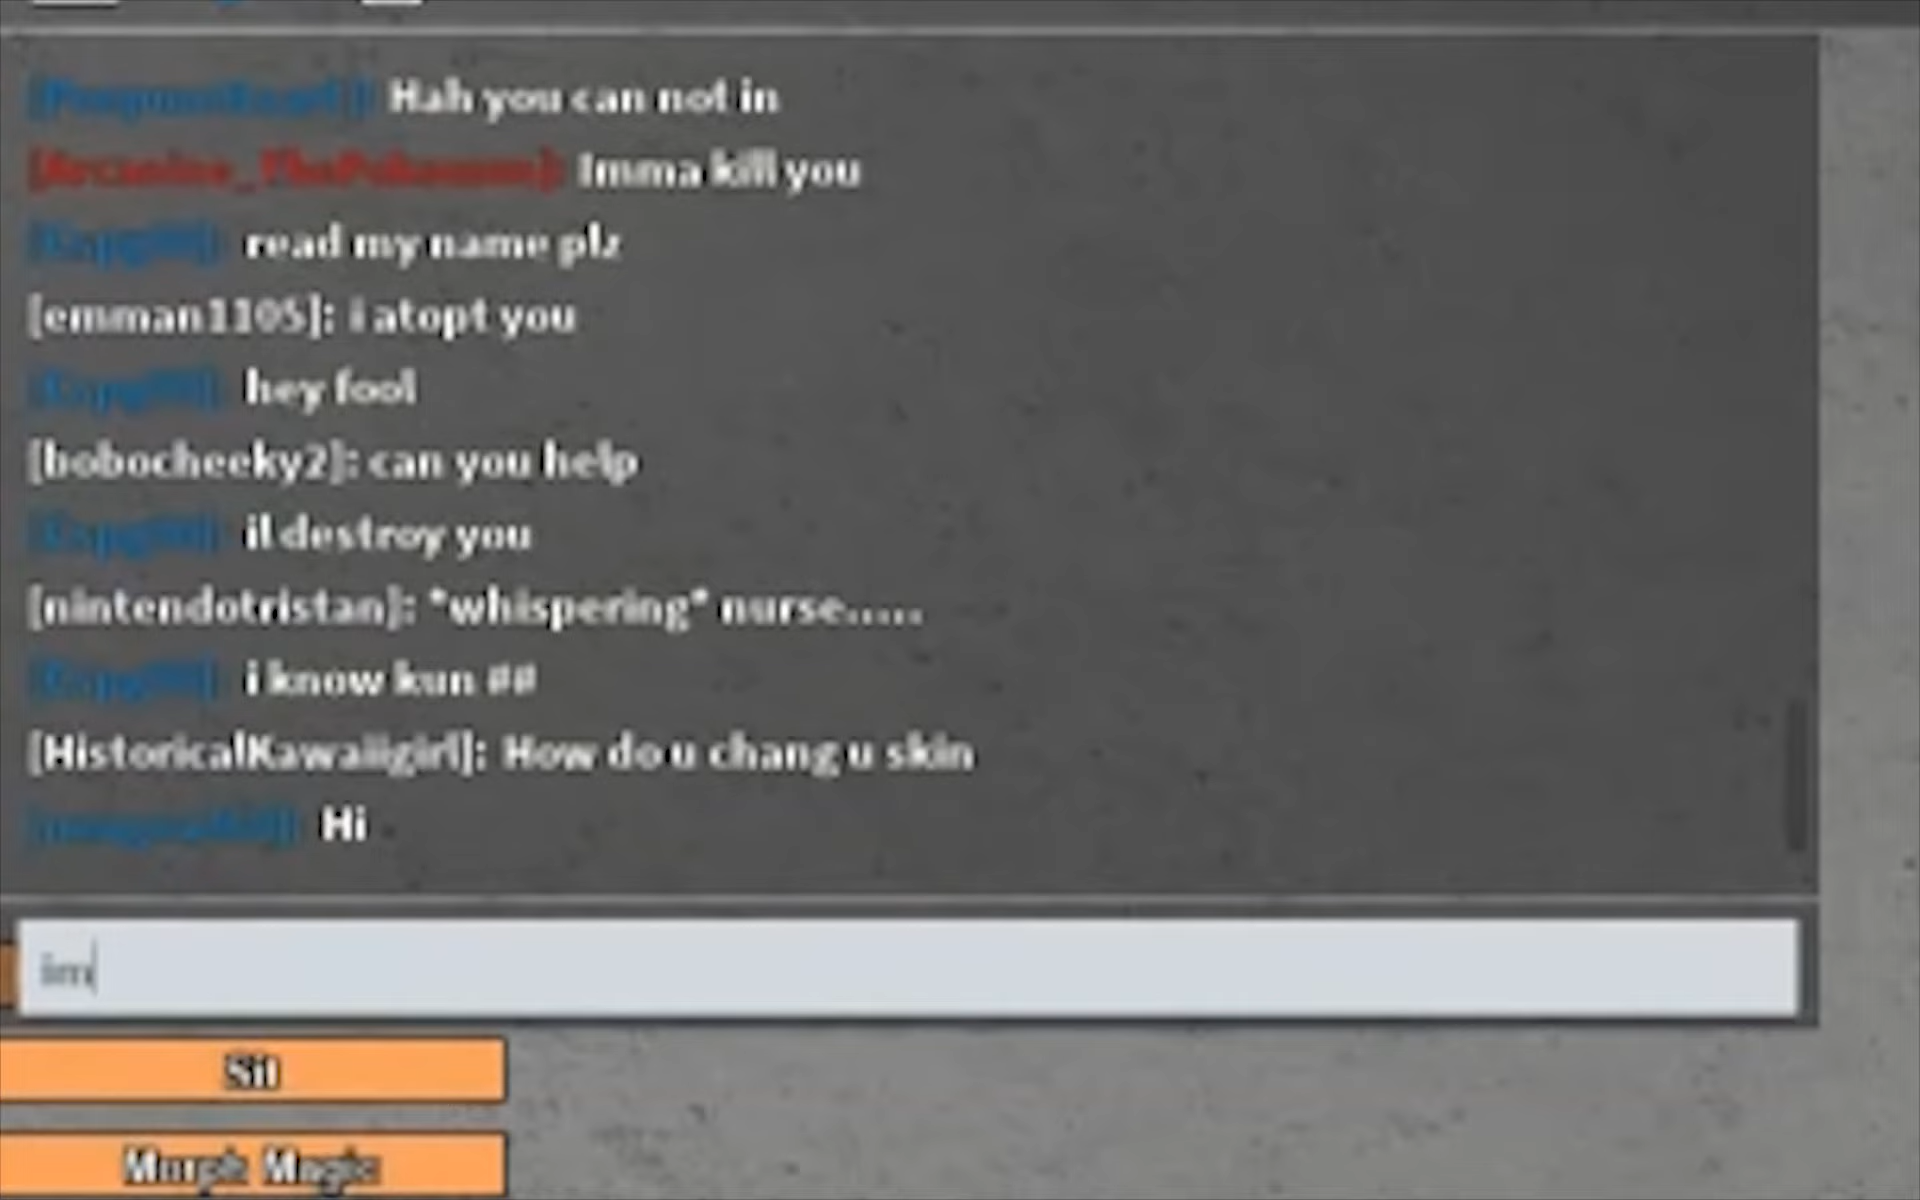 Hah you can not in
Imma kill you
read my name plz
[emman1105]: i atopt you
hey fool
[bobocheeky2]: can you help
il destroy you
[nintendotristan]: *whispering* nurse.....
i know kun ##
[HistoricalKawaiigirl]: How do u chang u skin
Hi
im
Sit
Morph Magic